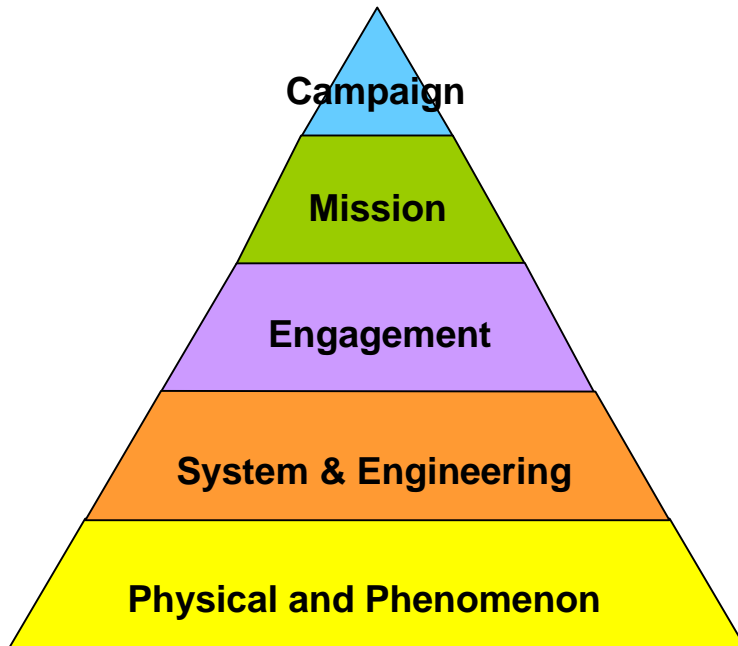 Campaign
Mission
Engagement
System & Engineering
Physical and Phenomenon